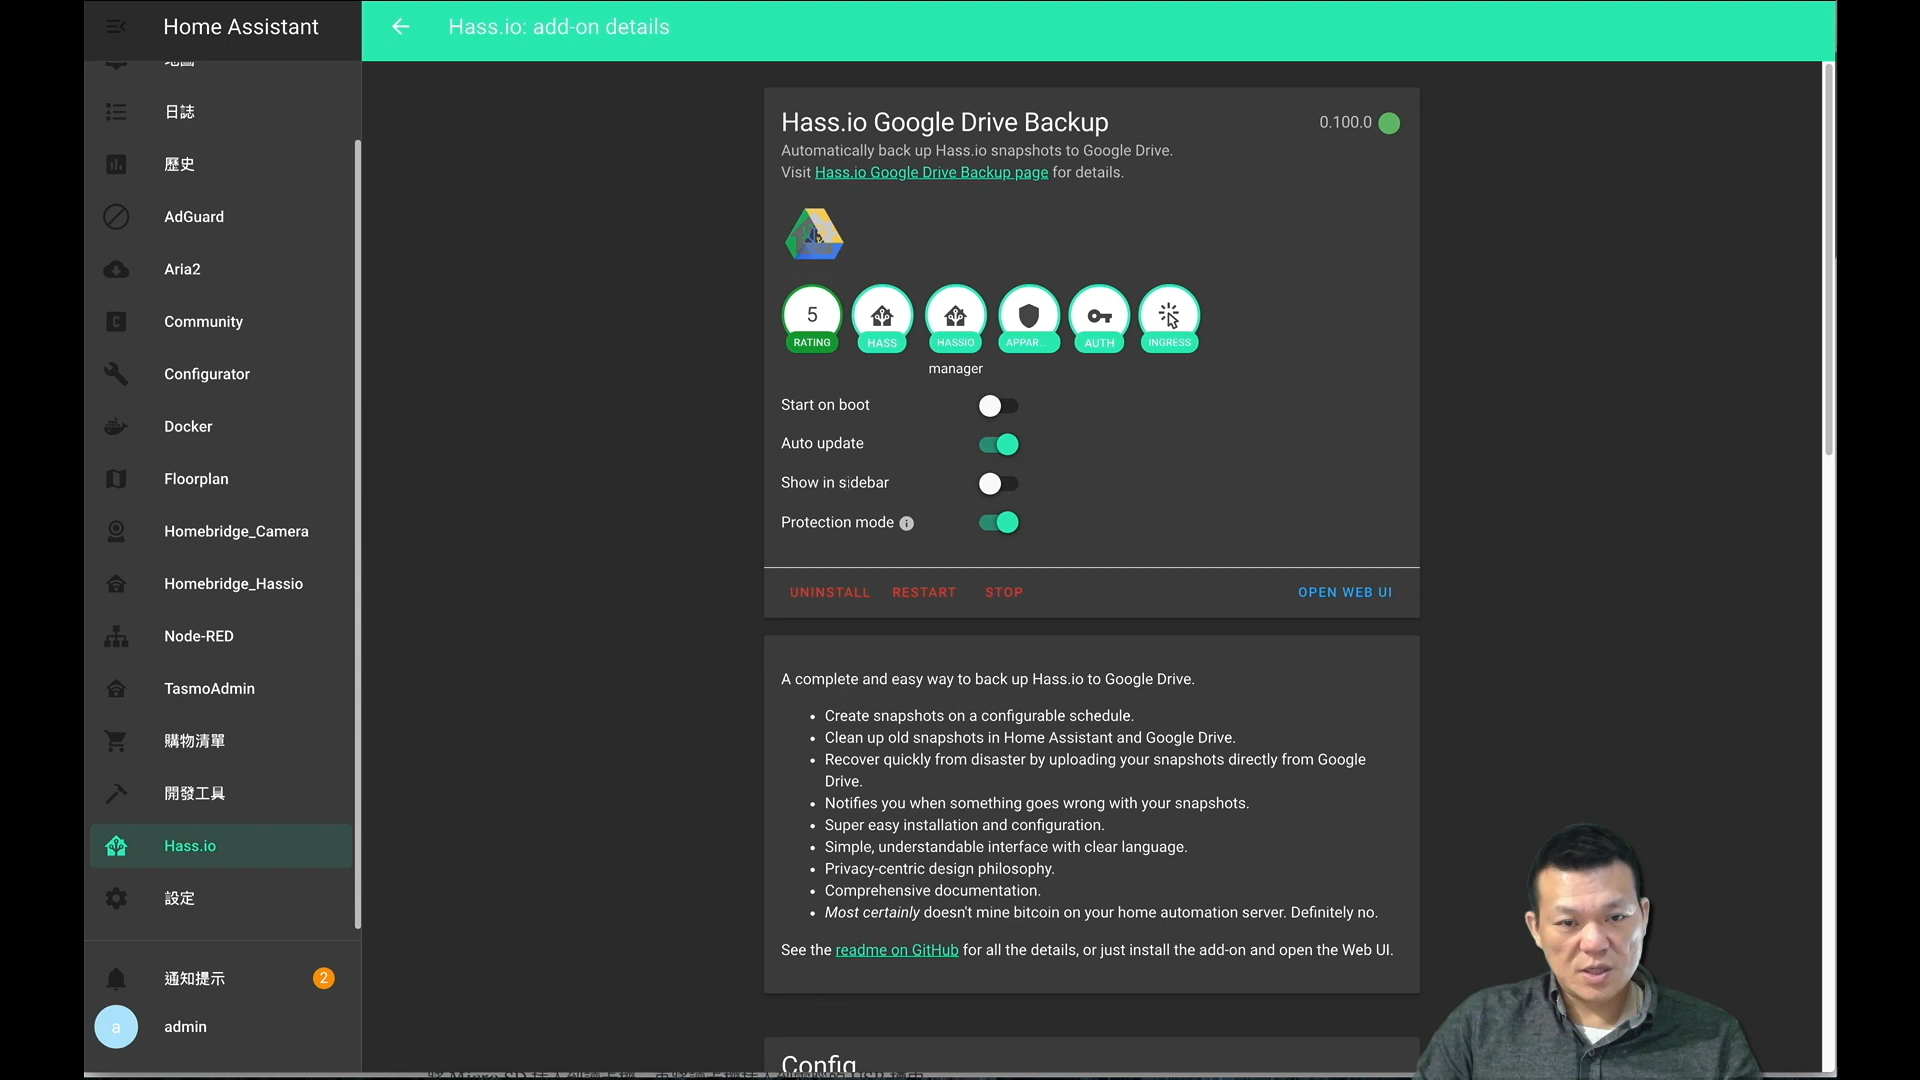 Home Assistant
Hass.io: add-on details
地圖
日誌
歷史
AdGuard
Aria2
Community
Configurator
Docker
Floorplan
Homebridge_Camera
Homebridge_Hassio
Node-RED
TasmoAdmin
購物清單
開發工具
Hass.io
設定
通知提示
2
a
admin
Hass.io Google Drive Backup
0.100.0
Automatically back up Hass.io snapshots to Google Drive.
Visit Hass.io Google Drive Backup page for details.
5
RATING
HASS
HASSIO
APPAR...
AUTH
INGRESS
manager
Start on boot
Auto update
Show in sidebar
Protection mode
UNINSTALL
RESTART
STOP
OPEN WEB UI
A complete and easy way to back up Hass.io to Google Drive.
• Create snapshots on a configurable schedule.
• Clean up old snapshots in Home Assistant and Google Drive.
• Recover quickly from disaster by uploading your snapshots directly from Google
Drive.
• Notifies you when something goes wrong with your snapshots.
• Super easy installation and configuration.
• Simple, understandable interface with clear language.
• Privacy-centric design philosophy.
• Comprehensive documentation.
• Most certainly doesn't mine bitcoin on your home automation server. Definitely no.
See the readme on GitHub for all the details, or just install the add-on and open the Web UI.
Config